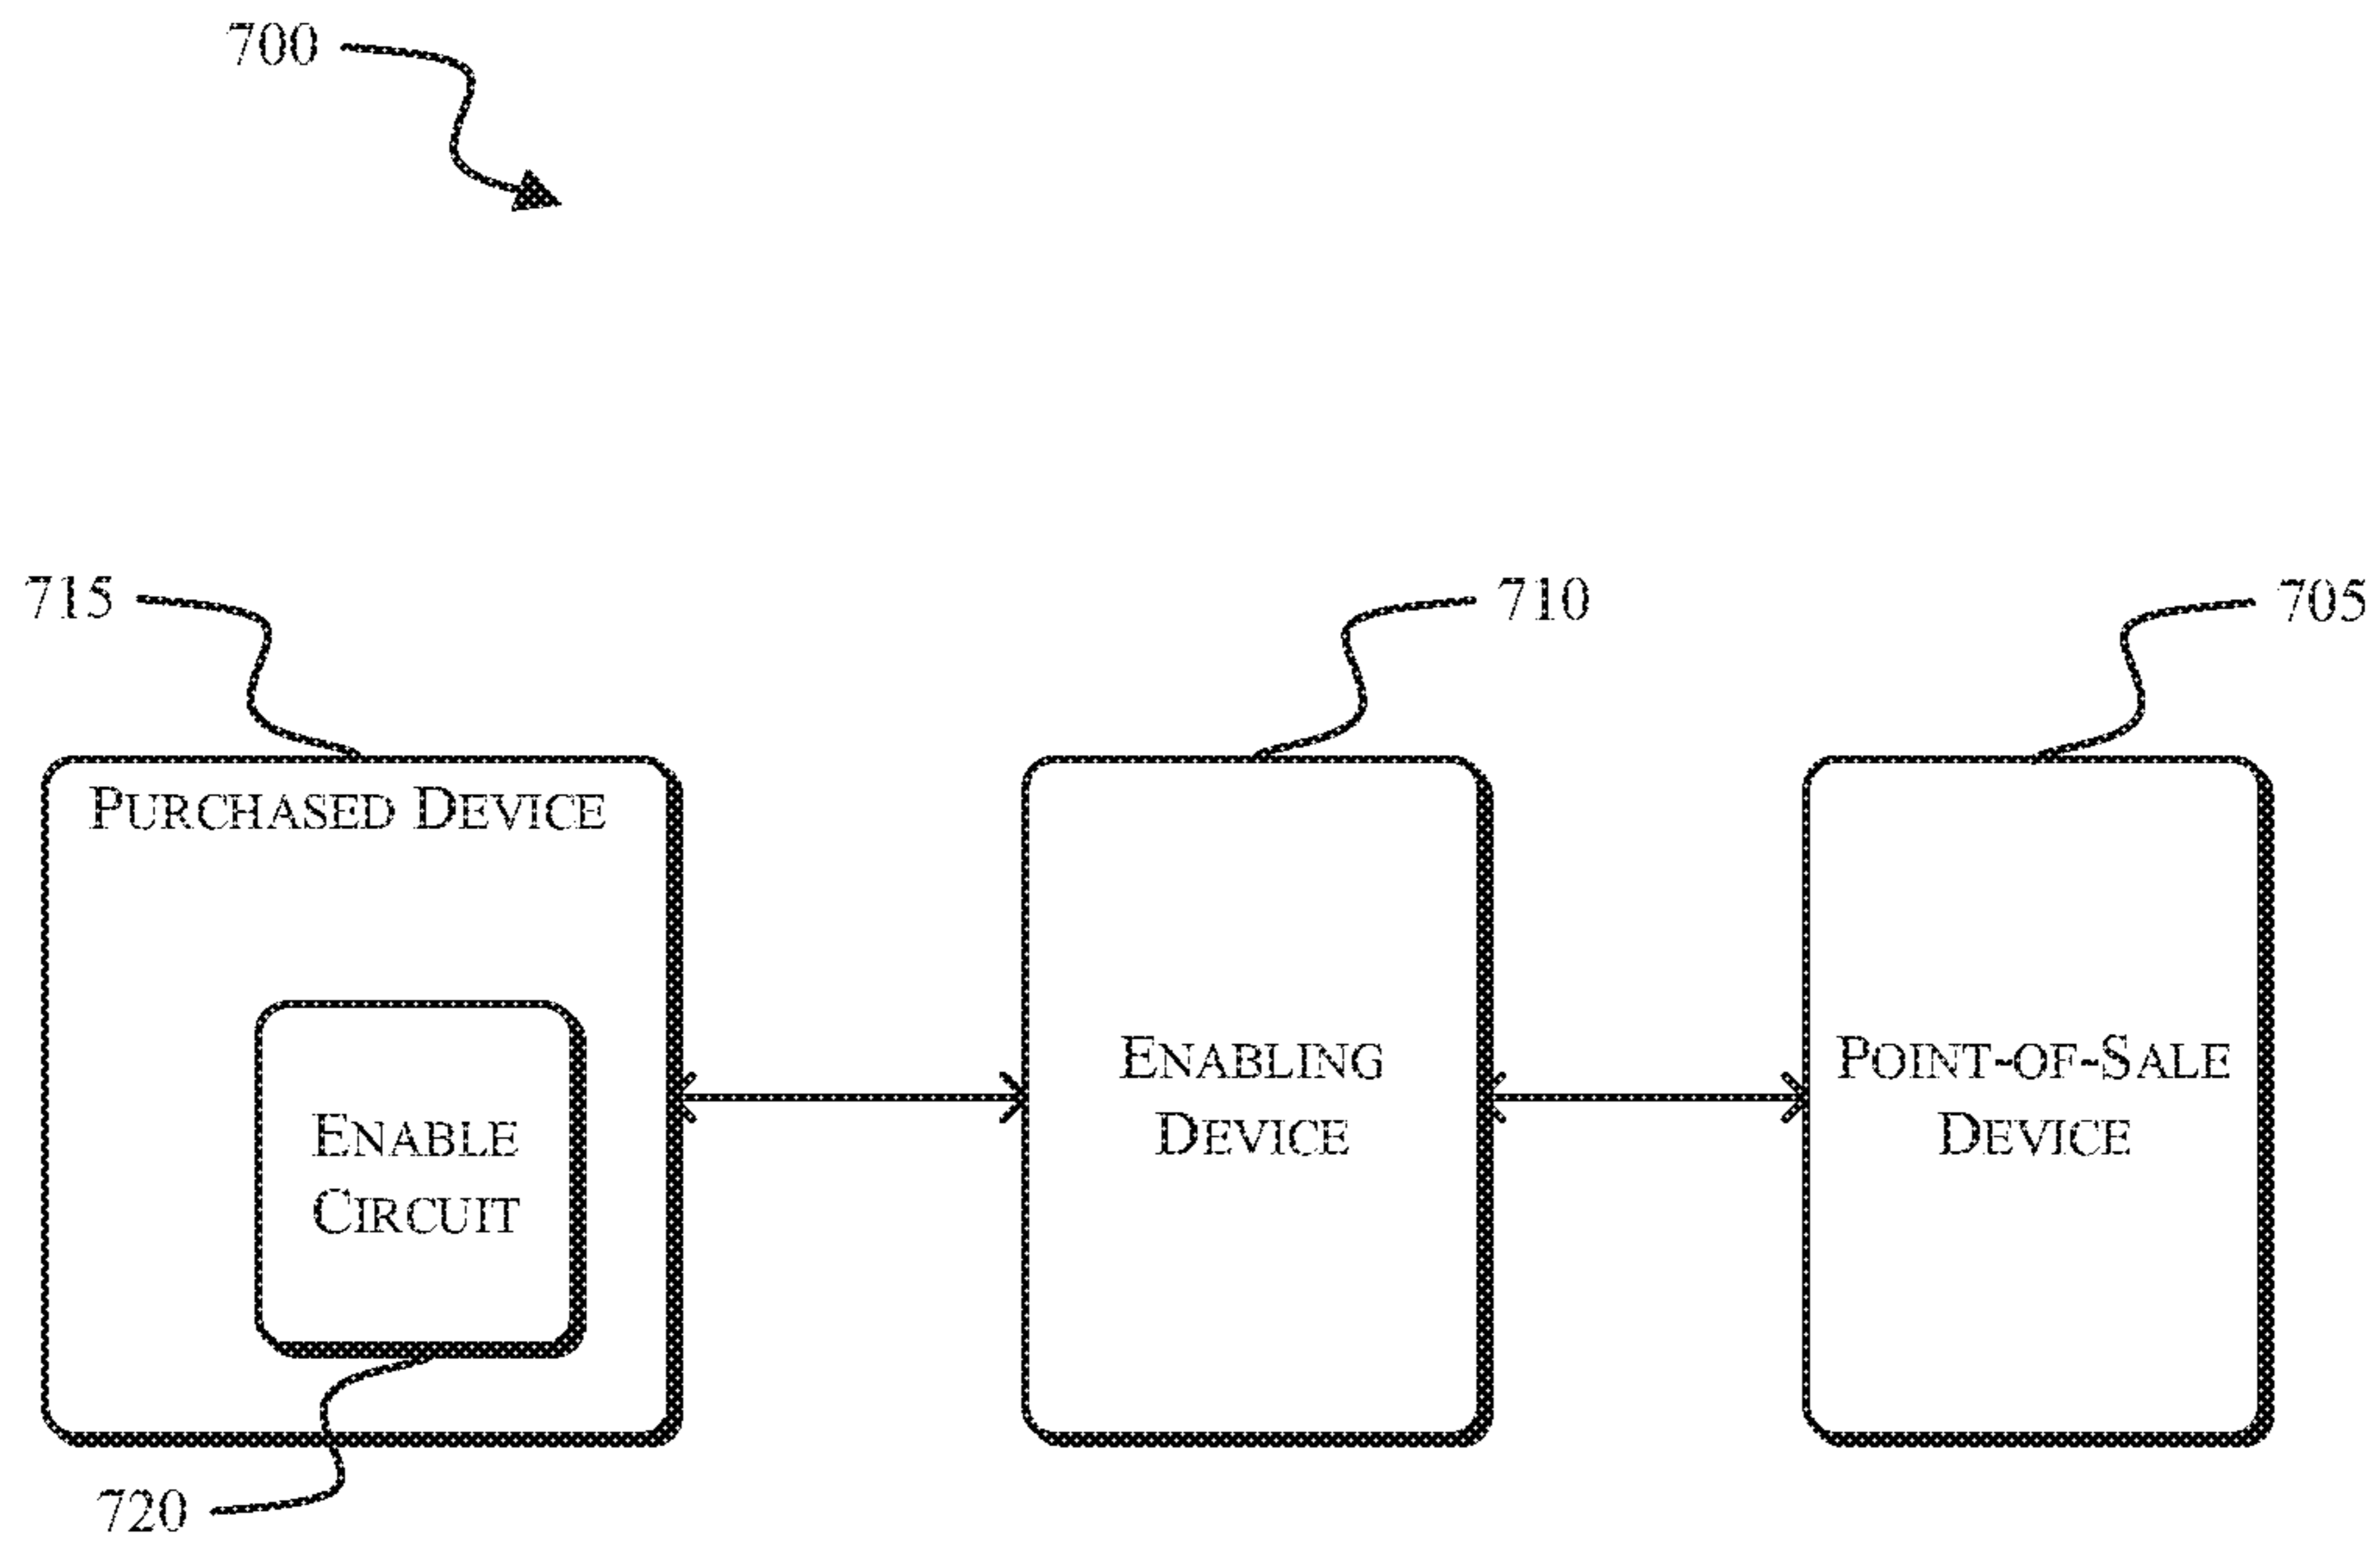 700
715
710
705
PURCHASED DEVICE
ENABLE
CIRCUIT
ENABLING
DEVICE
POINT-OF-SALE
DEVICE
720